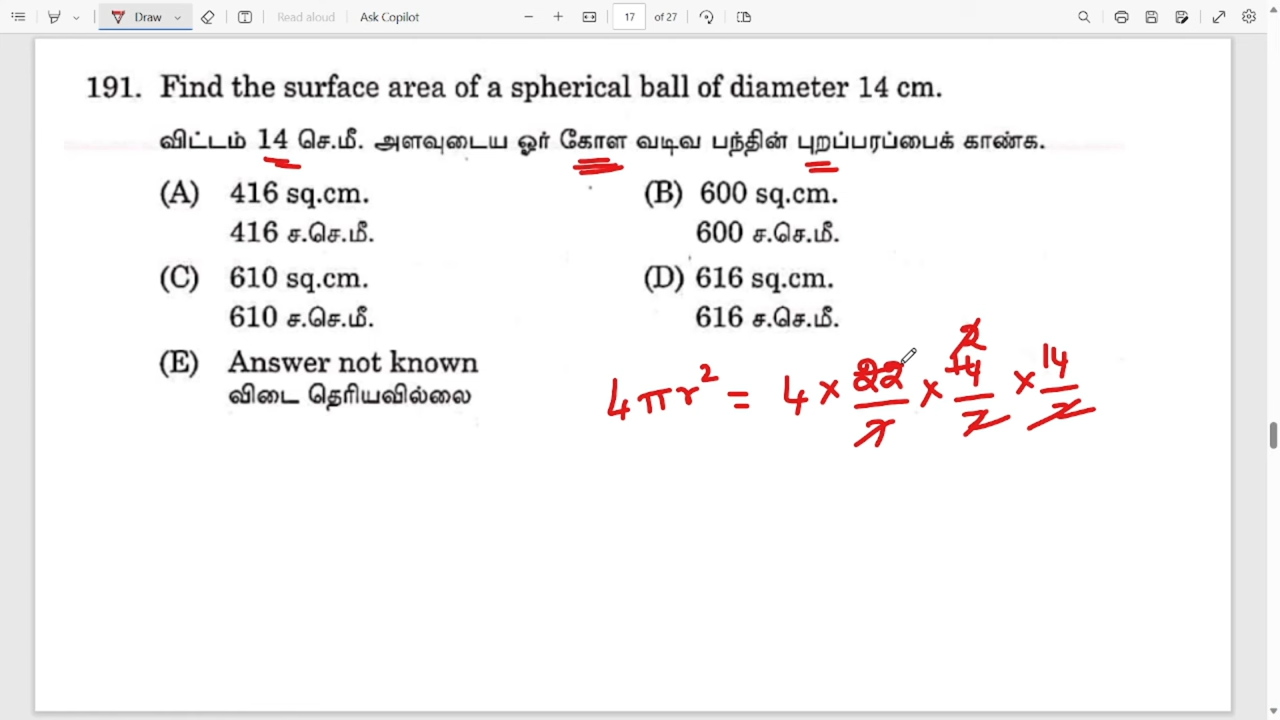 Draw Read aloud Ask Copilot 17 of 27
191. Find the surface area of a spherical ball of diameter 14 cm.
விட்டம் 14 செ.மீ. அளவுடைய ஓர் கோள வடிவ பந்தின் புறப்பரப்பைக் காண்க.
(A) 416 sq.cm. (B) 600 sq.cm.
416 ச.செ.மீ. 600 ச.செ.மீ.
(C) 610 sq.cm. (D) 616 sq.cm.
610 ச.செ.மீ. 616 ச.செ.மீ.
(E) Answer not known
விடை தெரியவில்லை
2
4πr² = 4 × 22/7 × 14/2 × 14/2